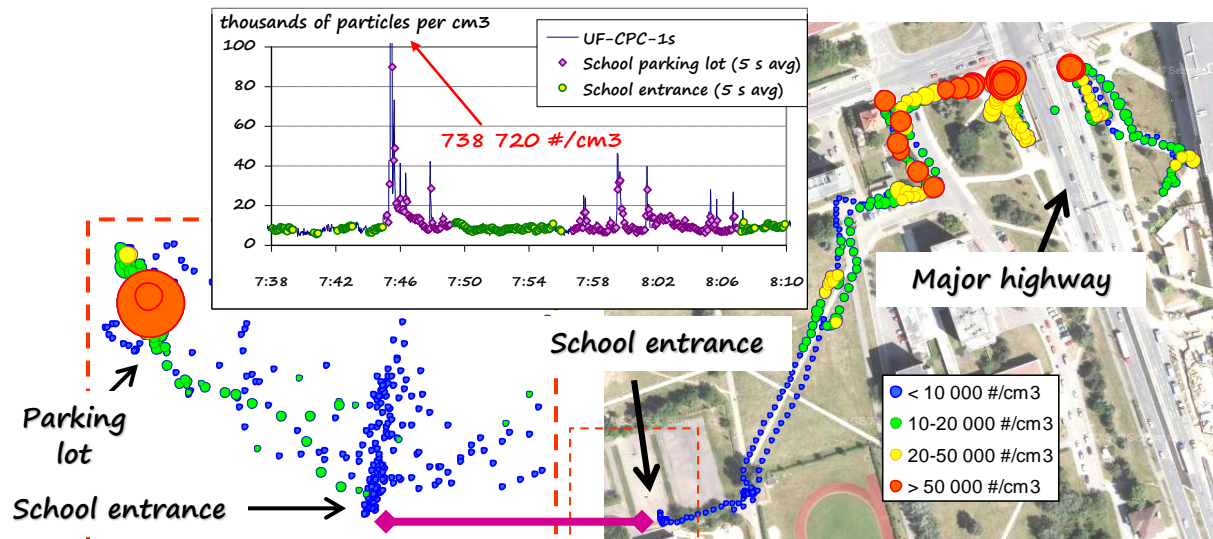 thousands of particles per cm3
100
80
60
40
20
0
7:38
7:42
7:46
7:50
7:54
7:58
8:02
8:06
8:10
UF-CPC-1s
School parking lot (5 s avg)
School entrance (5 s avg)
738 720 #/cm3
Major highway
School entrance
Parking
lot
School entrance
< 10 000 #/cm3
10-20 000 #/cm3
20-50 000 #/cm3
> 50 000 #/cm3